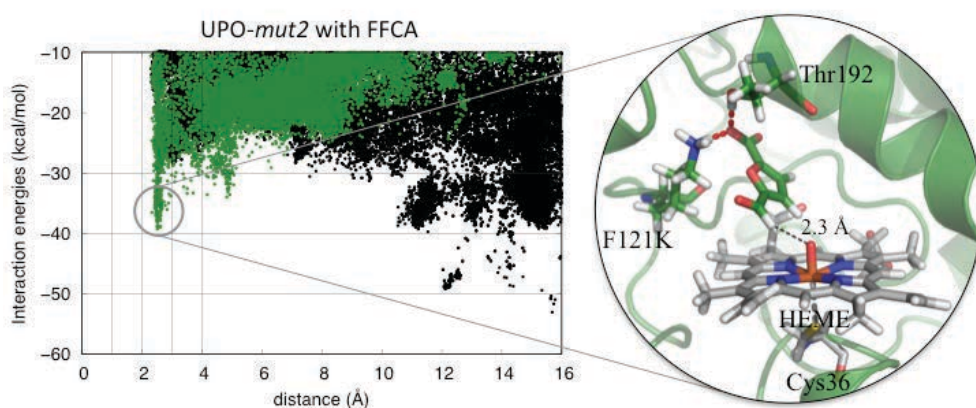 UPO-mut2 with FFCA
Interaction energies (kcal/mol)
-10
-20
-30
-40
-50
-60
0 2 4 6 8 10 12 14 16
distance (Å)
Thr192
F121K
2.3 Å
HEME
Cys36